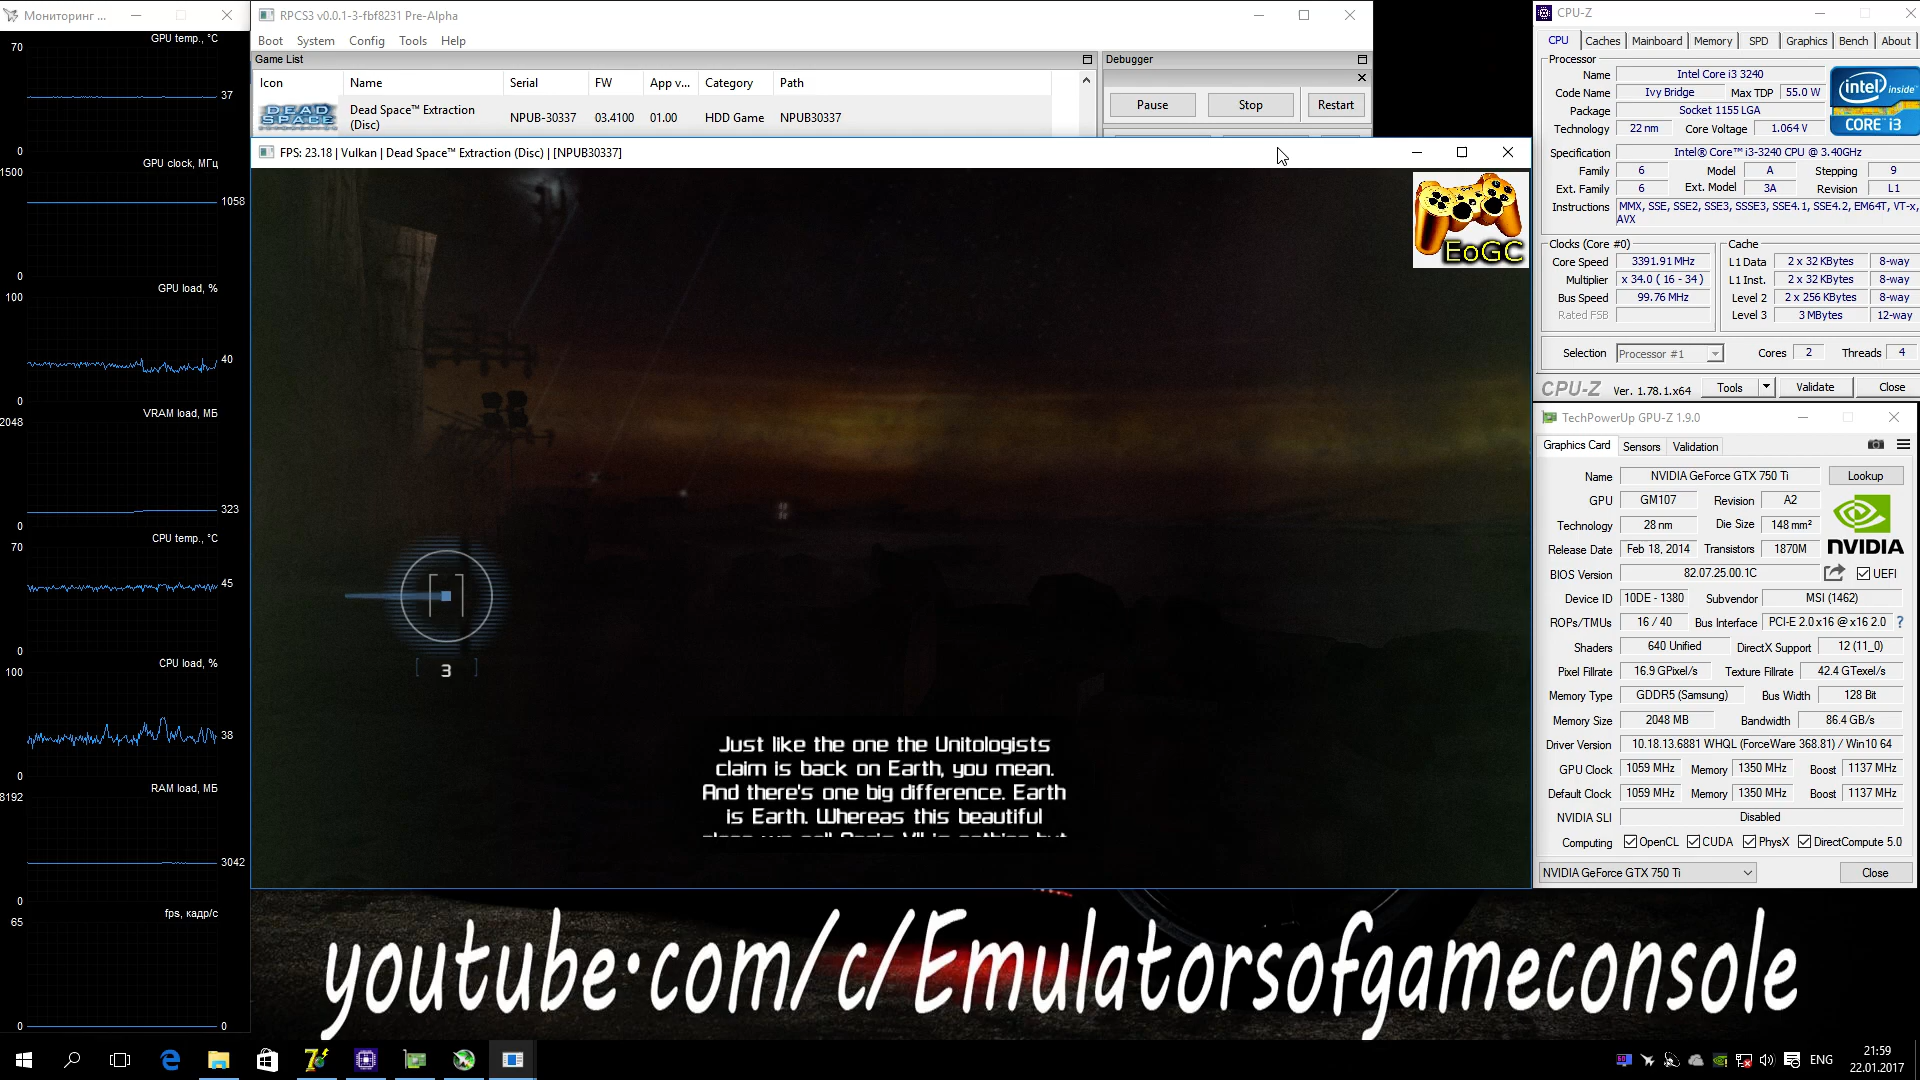 Мониторинг ...
GPU temp., °C
70
37
0
GPU clock, МГц
1500
1058
0
GPU load, %
100
40
0
VRAM load, МБ
2048
323
0
CPU temp., °C
70
45
0
CPU load, %
100
38
0
RAM load, МБ
8192
3042
0
fps, кадр/с
65
0
0
RPCS3 v0.0.1-3-fbf8231 Pre-Alpha
Boot System Config Tools Help
Game List
Icon Name Serial FW App v... Category Path
DEAD SPACE
Dead Space™ Extraction (Disc) NPUB-30337 03.4100 01.00 HDD Game NPUB30337
Debugger
Pause Stop Restart
FPS: 23.18 | Vulkan | Dead Space™ Extraction (Disc) | [NPUB30337]
EoGC
3
Just like the one the Unitologists
claim is back on Earth, you mean.
And there's one big difference. Earth
is Earth. Whereas this beautiful
youtube.com/c/Emulatorsofgameconsole
CPU-Z
CPU Caches Mainboard Memory SPD Graphics Bench About
Processor
Name Intel Core i3 3240
Code Name Ivy Bridge Max TDP 55.0 W
Package Socket 1155 LGA
Technology 22 nm Core Voltage 1.064 V
intel inside™
CORE i3
Specification Intel® Core™ i3-3240 CPU @ 3.40GHz
Family 6 Model A Stepping 9
Ext. Family 6 Ext. Model 3A Revision L1
Instructions MMX, SSE, SSE2, SSE3, SSSE3, SSE4.1, SSE4.2, EM64T, VT-x,
AVX
Clocks (Core #0)
Core Speed 3391.91 MHz
Multiplier x 34.0 ( 16 - 34 )
Bus Speed 99.76 MHz
Rated FSB
Cache
L1 Data 2 x 32 KBytes 8-way
L1 Inst. 2 x 32 KBytes 8-way
Level 2 2 x 256 KBytes 8-way
Level 3 3 MBytes 12-way
Selection Processor #1 Cores 2 Threads 4
CPU-Z Ver. 1.78.1.x64 Tools Validate Close
TechPowerUp GPU-Z 1.9.0
Graphics Card Sensors Validation
Name NVIDIA GeForce GTX 750 Ti Lookup
GPU GM107 Revision A2
Technology 28 nm Die Size 148 mm²
Release Date Feb 18, 2014 Transistors 1870M
NVIDIA
BIOS Version 82.07.25.00.1C UEFI
Device ID 10DE - 1380 Subvendor MSI (1462)
ROPs/TMUs 16 / 40 Bus Interface PCI-E 2.0 x16 @ x16 2.0 ?
Shaders 640 Unified DirectX Support 12 (11_0)
Pixel Fillrate 16.9 GPixel/s Texture Fillrate 42.4 GTexel/s
Memory Type GDDR5 (Samsung) Bus Width 128 Bit
Memory Size 2048 MB Bandwidth 86.4 GB/s
Driver Version 10.18.13.6881 WHQL (ForceWare 368.81) / Win10 64
GPU Clock 1059 MHz Memory 1350 MHz Boost 1137 MHz
Default Clock 1059 MHz Memory 1350 MHz Boost 1137 MHz
NVIDIA SLI Disabled
Computing OpenCL CUDA PhysX DirectCompute 5.0
NVIDIA GeForce GTX 750 Ti Close
ENG
21:59
22.01.2017